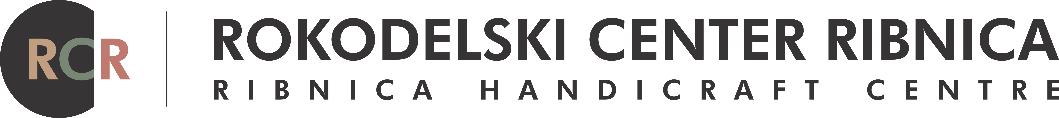 RCR
ROKODELSKI CENTER RIBNICA
RIBNICA HANDICRAFT CENTRE